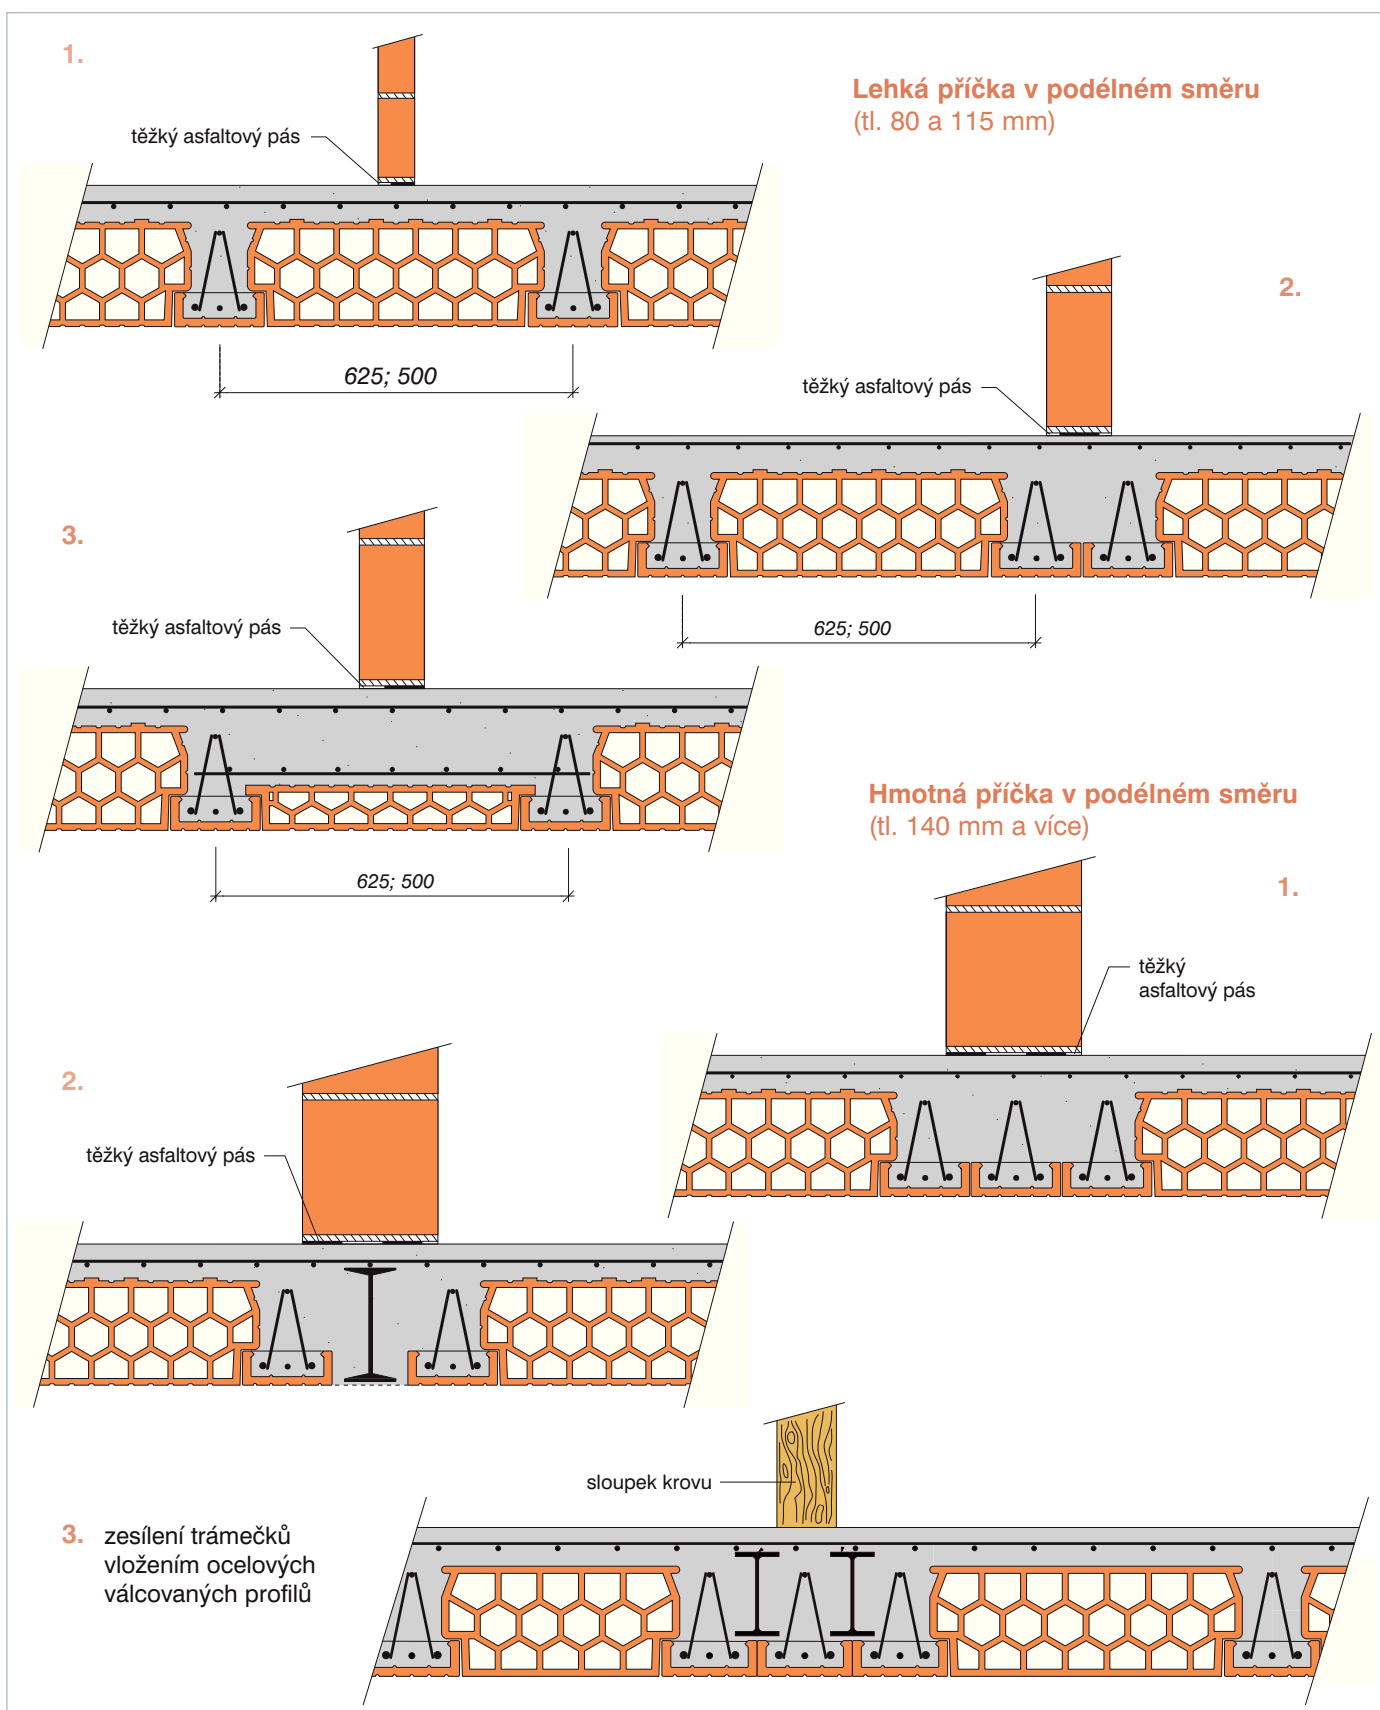 1.
Lehká příčka v podélném směru
(tl. 80 a 115 mm)
těžký asfaltový pás
625; 500
2.
těžký asfaltový pás
625; 500
3.
těžký asfaltový pás
625; 500
Hmotná příčka v podélném směru
(tl. 140 mm a více)
1.
těžký
asfaltový pás
2.
těžký asfaltový pás
sloupek krovu
3. zesílení trámečků
vložením ocelových
válcovaných profilů